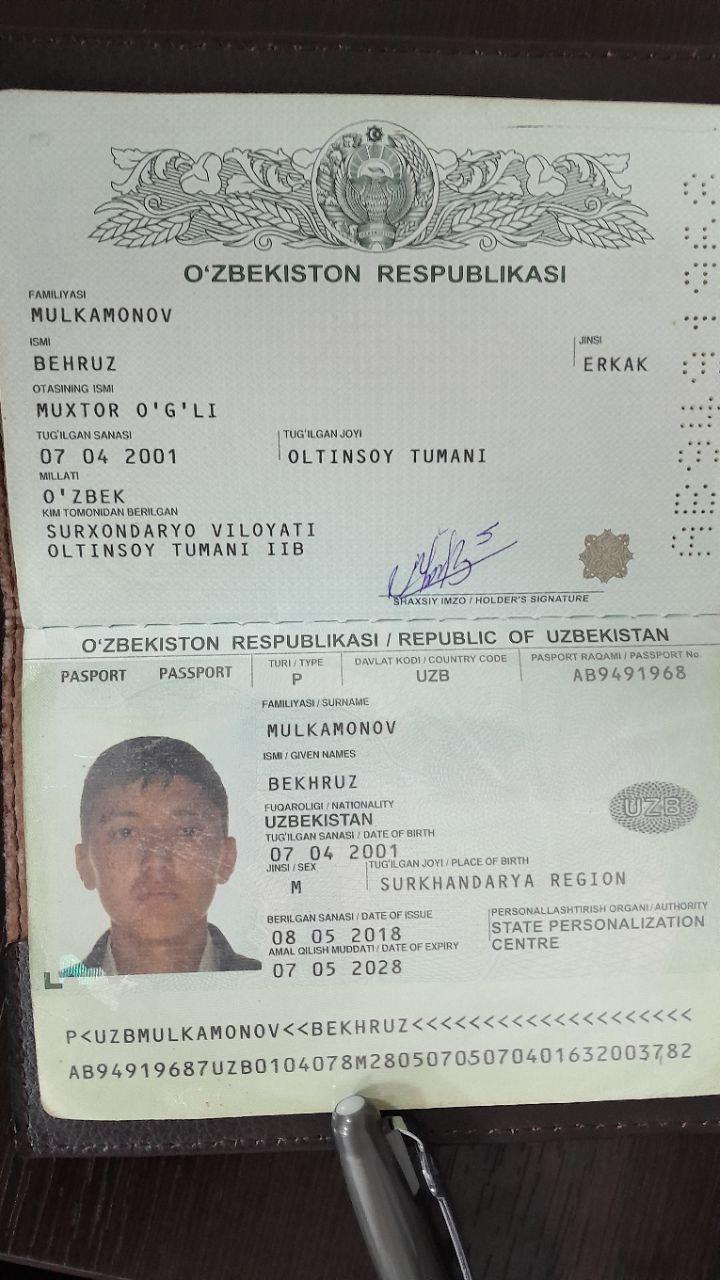 O'ZBEKISTON RESPUBLIKASI
FAMILIYASI
MULKAMONOV
ISMI
JINSI
BEHRUZ
ERKAK
OTASINING ISMI
MUXTOR O'G'LI
TUG'ILGAN SANASI
TUG'ILGAN JOYI
07 04 2001
OLTINSOY TUMANI
MILLATI
O'ZBEK
KIM TOMONIDAN BERILGAN
SURXONDARYO VILOYATI
OLTINSOY TUMANI IIB
SHAXSIY IMZO / HOLDER'S SIGNATURE
O'ZBEKISTON RESPUBLIKASI / REPUBLIC OF UZBEKISTAN
PASPORT PASSPORT
TURI / TYPE
P
DAVLAT KODI / COUNTRY CODE
UZB
PASPORT RAQAMI / PASSPORT No.
AB9491968
FAMILIYASI / SURNAME
MULKAMONOV
ISMI / GIVEN NAMES
BEKHRUZ
FUQAROLIGI / NATIONALITY
UZBEKISTAN
UZB
TUG'ILGAN SANASI / DATE OF BIRTH
07 04 2001
JINSI / SEX
M
TUG'ILGAN JOYI / PLACE OF BIRTH
SURKHANDARYA REGION
BERILGAN SANASI / DATE OF ISSUE
08 05 2018
PERSONALLASHTIRISH ORGANI / AUTHORITY
STATE PERSONALIZATION
CENTRE
AMAL QILISH MUDDATI / DATE OF EXPIRY
07 05 2028
P<UZBMULKAMONOV<<BEKHRUZ<<<<<<<<<<<<<<<<<<<<
AB94919687UZB0104078M28050705070401632003782